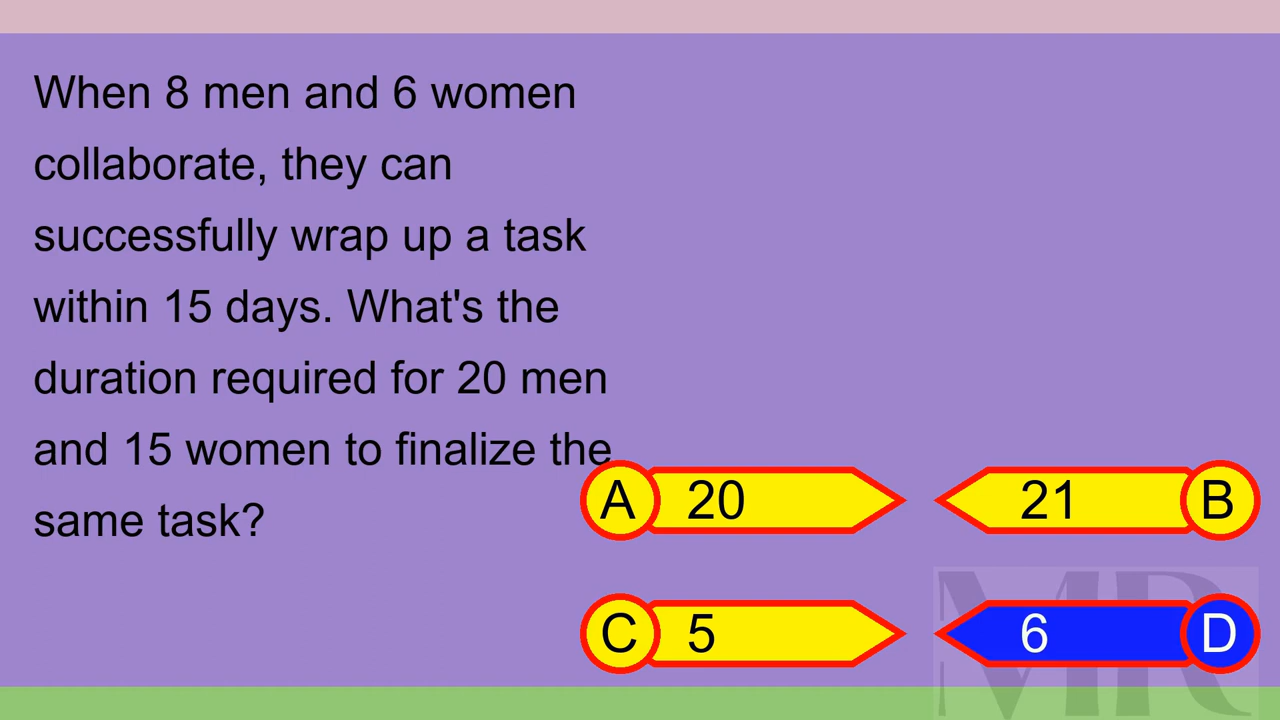 When 8 men and 6 women
collaborate, they can
successfully wrap up a task
within 15 days. What's the
duration required for 20 men
and 15 women to finalize the
same task?
A 20
21 B
C 5
6 D
MR